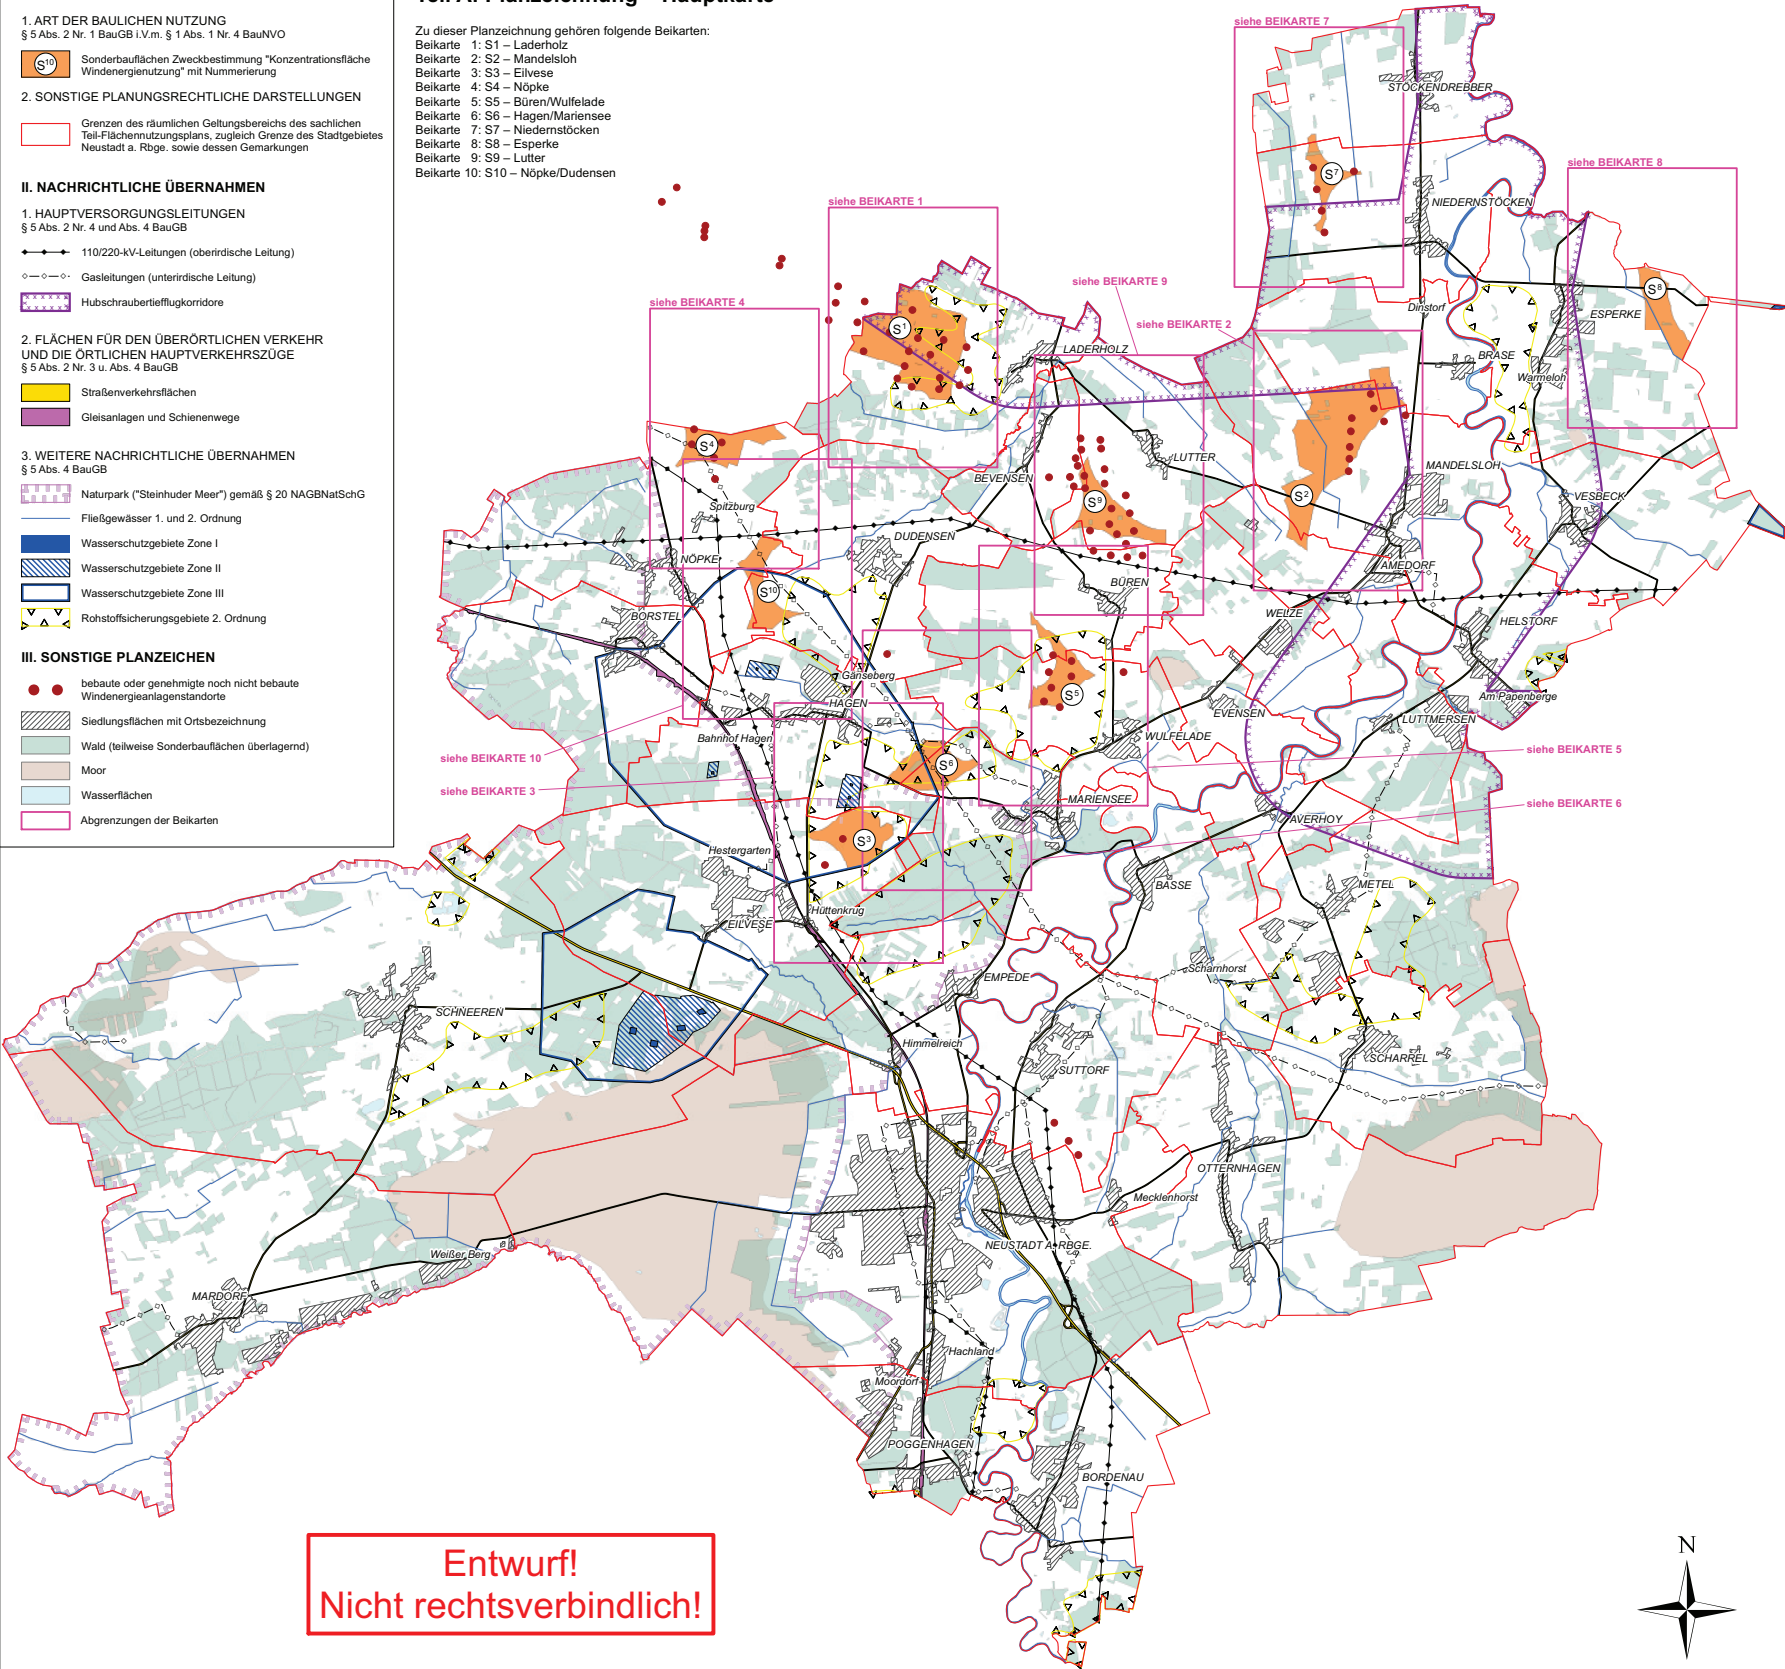 1. ART DER BAULICHEN NUTZUNG
§ 5 Abs. 2 Nr. 1 BauGB i.V.m. § 1 Abs. 1 Nr. 4 BauNVO
S10
Sonderbauflächen Zweckbestimmung "Konzentrationsfläche
Windenergienutzung" mit Nummerierung
2. SONSTIGE PLANUNGSRECHTLICHE DARSTELLUNGEN
Grenzen des räumlichen Geltungsbereichs des sachlichen
Teil-Flächennutzungsplans, zugleich Grenze des Stadtgebietes
Neustadt a. Rbge. sowie dessen Gemarkungen
II. NACHRICHTLICHE ÜBERNAHMEN
1. HAUPTVERSORGUNGSLEITUNGEN
§ 5 Abs. 2 Nr. 4 und Abs. 4 BauGB
110/220-kV-Leitungen (oberirdische Leitung)
Gasleitungen (unterirdische Leitung)
Hubschraubertiefflugkorridore
2. FLÄCHEN FÜR DEN ÜBERÖRTLICHEN VERKEHR
UND DIE ÖRTLICHEN HAUPTVERKEHRSZÜGE
§ 5 Abs. 2 Nr. 3 u. Abs. 4 BauGB
Straßenverkehrsflächen
Gleisanlagen und Schienenwege
3. WEITERE NACHRICHTLICHE ÜBERNAHMEN
§ 5 Abs. 4 BauGB
Naturpark ("Steinhuder Meer") gemäß § 20 NAGBNatSchG
Fließgewässer 1. und 2. Ordnung
Wasserschutzgebiete Zone I
Wasserschutzgebiete Zone II
Wasserschutzgebiete Zone III
Rohstoffsicherungsgebiete 2. Ordnung
III. SONSTIGE PLANZEICHEN
bebaute oder genehmigte noch nicht bebaute
Windenergieanlagenstandorte
Siedlungsflächen mit Ortsbezeichnung
Wald (teilweise Sonderbauflächen überlagernd)
Moor
Wasserflächen
Abgrenzungen der Beikarten
Zu dieser Planzeichnung gehören folgende Beikarten:
Beikarte 1: S1 – Laderholz
Beikarte 2: S2 – Mandelsloh
Beikarte 3: S3 – Eilvese
Beikarte 4: S4 – Nöpke
Beikarte 5: S5 – Büren/Wulfelade
Beikarte 6: S6 – Hagen/Mariensee
Beikarte 7: S7 – Niedernstöcken
Beikarte 8: S8 – Esperke
Beikarte 9: S9 – Lutter
Beikarte 10: S10 – Nöpke/Dudensen
siehe BEIKARTE 7
STÖCKENDREBBER
siehe BEIKARTE 8
S7
NIEDERNSTÖCKEN
siehe BEIKARTE 1
siehe BEIKARTE 9
siehe BEIKARTE 4
siehe BEIKARTE 2
S8
Dinstorf
ESPERKE
S1
LADERHOLZ
BRASE
Warmeloh
S4
LUTTER
MANDELSLOH
BEVENSEN
S9
S2
VESBECK
Spitzburg
DUDENSEN
NÖPKE
AMEDORF
BÜREN
S10
BORSTEL
WELZE
HELSTORF
Gänseberg
S5
Am Papenberge
HAGEN
EVENSEN
LUTTMERSEN
Bahnhof Hagen
WULFELADE
siehe BEIKARTE 5
siehe BEIKARTE 10
S6
siehe BEIKARTE 3
MARIENSEE
siehe BEIKARTE 6
AVERHOY
S3
Hestergarten
BASSE
METEL
Hüttenkrug
EILVESE
Scharnhorst
EMPEDE
SCHNEEREN
Himmelreich
SUTTORF
SCHARREL
OTTERNHAGEN
Mecklenhorst
NEUSTADT A. RBGE.
Weißer Berg
MARDORF
Hachland
Moordorf
POGGENHAGEN
BORDENAU
Entwurf!
Nicht rechtsverbindlich!
N